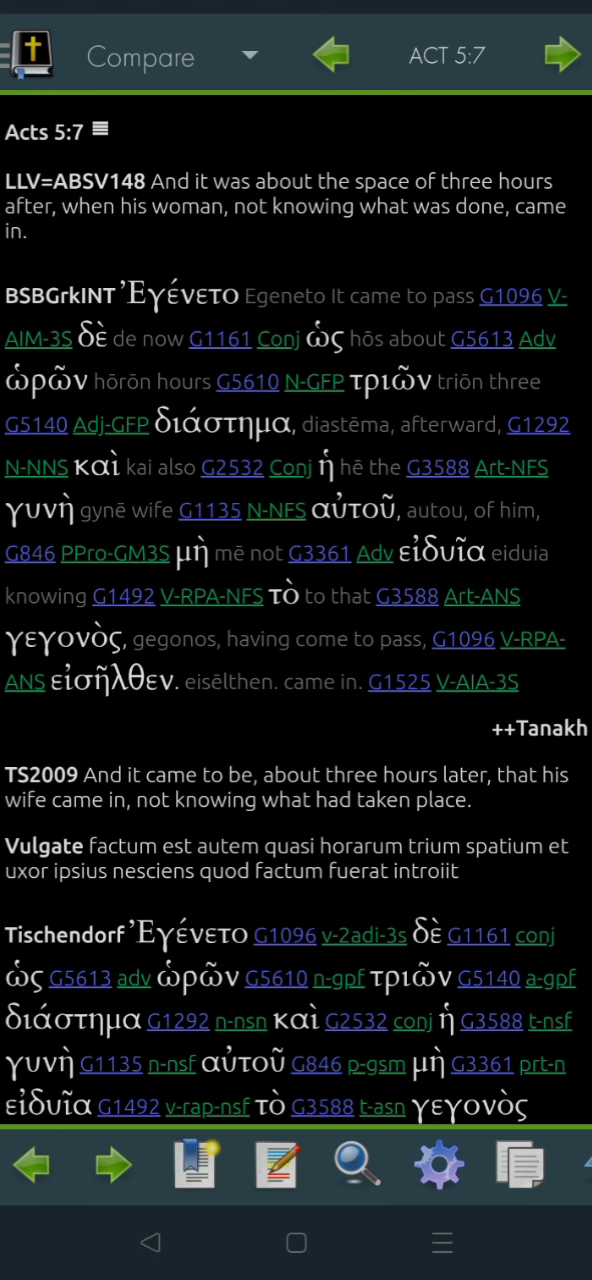 Compare ACT 5:7
Acts 5:7
LLV=ABSV148 And it was about the space of three hours
after, when his woman, not knowing what was done, came
in.
BSBGrkINT Ἐγένετο Egeneto It came to pass G1096 V-
AIM-3S δὲ de now G1161 Conj ὡς hōs about G5613 Adv
ὡρῶν hōrōn hours G5610 N-GFP τριῶν triōn three
G5140 Adj-GFP διάστημα, diastēma, afterward, G1292
N-NNS καὶ kai also G2532 Conj ἡ hē the G3588 Art-NFS
γυνὴ gynē wife G1135 N-NFS αὐτοῦ, autou, of him,
G846 PPro-GM3S μὴ mē not G3361 Adv εἰδυῖα eiduia
knowing G1492 V-RPA-NFS τὸ to that G3588 Art-ANS
γεγονὸς, gegonos, having come to pass, G1096 V-RPA-
ANS εἰσῆλθεν. eisēlthen. came in. G1525 V-AIA-3S
++Tanakh
TS2009 And it came to be, about three hours later, that his
wife came in, not knowing what had taken place.
Vulgate factum est autem quasi horarum trium spatium et
uxor ipsius nesciens quod factum fuerat introiit
Tischendorf Ἐγένετο G1096 v-2adi-3s δὲ G1161 conj
ὡς G5613 adv ὡρῶν G5610 n-gpf τριῶν G5140 a-gpf
διάστημα G1292 n-nsn καὶ G2532 conj ἡ G3588 t-nsf
γυνὴ G1135 n-nsf αὐτοῦ G846 p-gsm μὴ G3361 prt-n
εἰδυῖα G1492 v-rap-nsf τὸ G3588 t-asn γεγονὸς